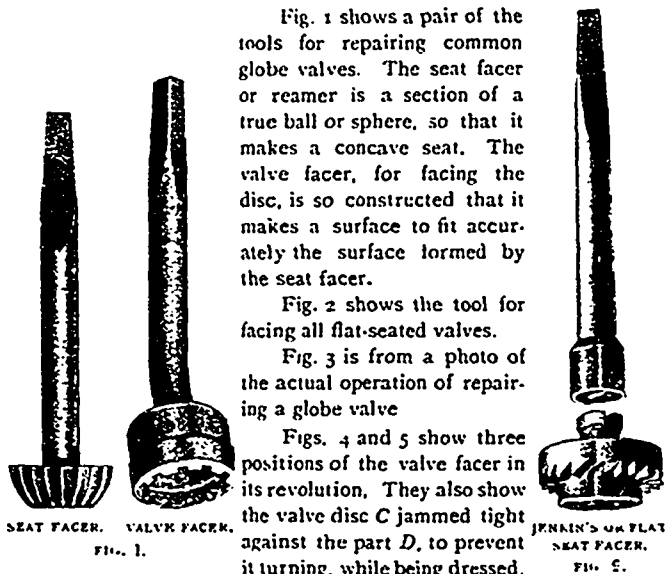 Fig. 1 shows a pair of the
tools for repairing common
globe valves. The seat facer
or reamer is a section of a
true ball or sphere, so that it
makes a concave seat. The
valve facer, for facing the
disc, is so constructed that it
makes a surface to fit accur-
ately the surface formed by
the seat facer.
Fig. 2 shows the tool for
facing all flat-seated valves.
Fig. 3 is from a photo of
the actual operation of repair-
ing a globe valve
Figs. 4 and 5 show three
positions of the valve facer in
its revolution. They also show
the valve disc C jammed tight
against the part D, to prevent
it turning, while being dressed.
SEAT FACER. VALVE FACER.
FIG. 1.
JENKIN'S OR FLAT
SEAT FACER.
FIG. 2.